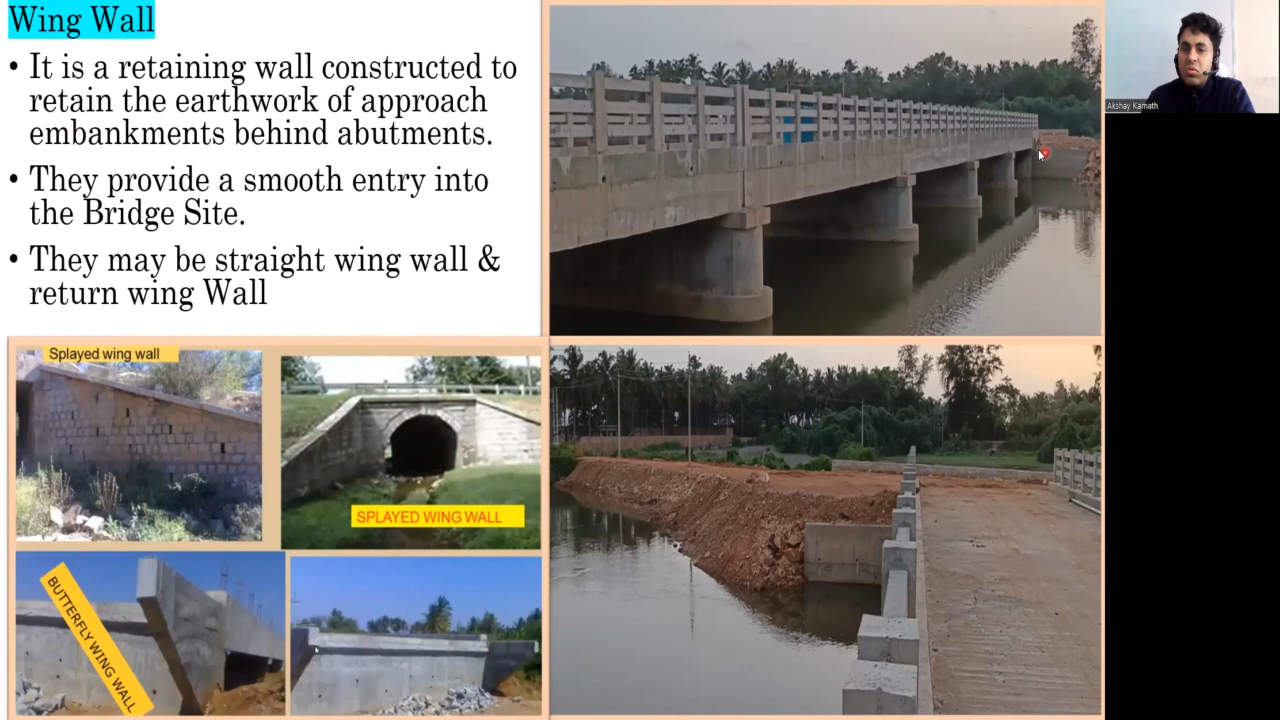 Wing Wall
• It is a retaining wall constructed to
retain the earthwork of approach
embankments behind abutments.
• They provide a smooth entry into
the Bridge Site.
• They may be straight wing wall &
return wing Wall
Akshay Kamath
Splayed wing wall
SPLAYED WING WALL
BUTTERFLY WING WALL